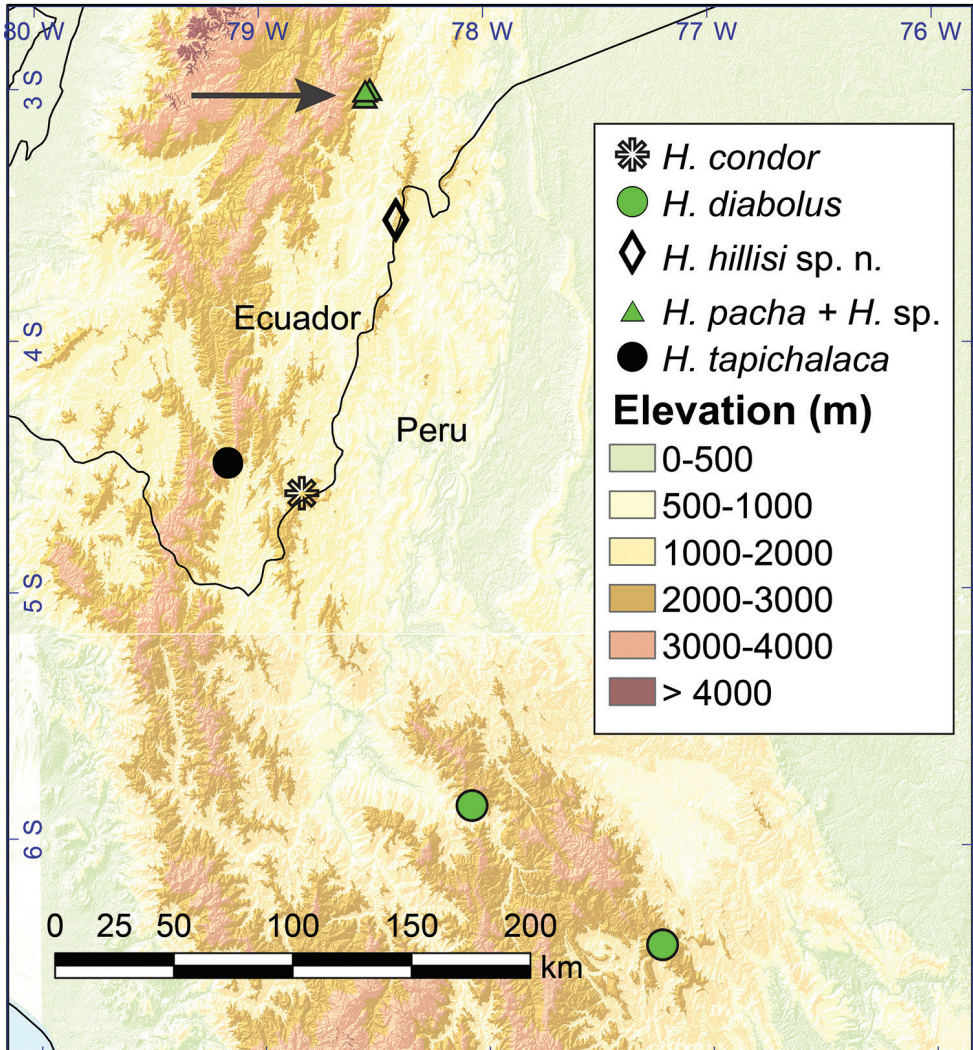 80 W 79 W 78 W 77 W 76 W
3 S
4 S
5 S
6 S
H. condor
H. diabolus
H. hillisi sp. n.
H. pacha + H. sp.
H. tapichalaca
Elevation (m)
0-500
500-1000
1000-2000
2000-3000
3000-4000
> 4000
Ecuador
Peru
0 25 50 100 150 200
km